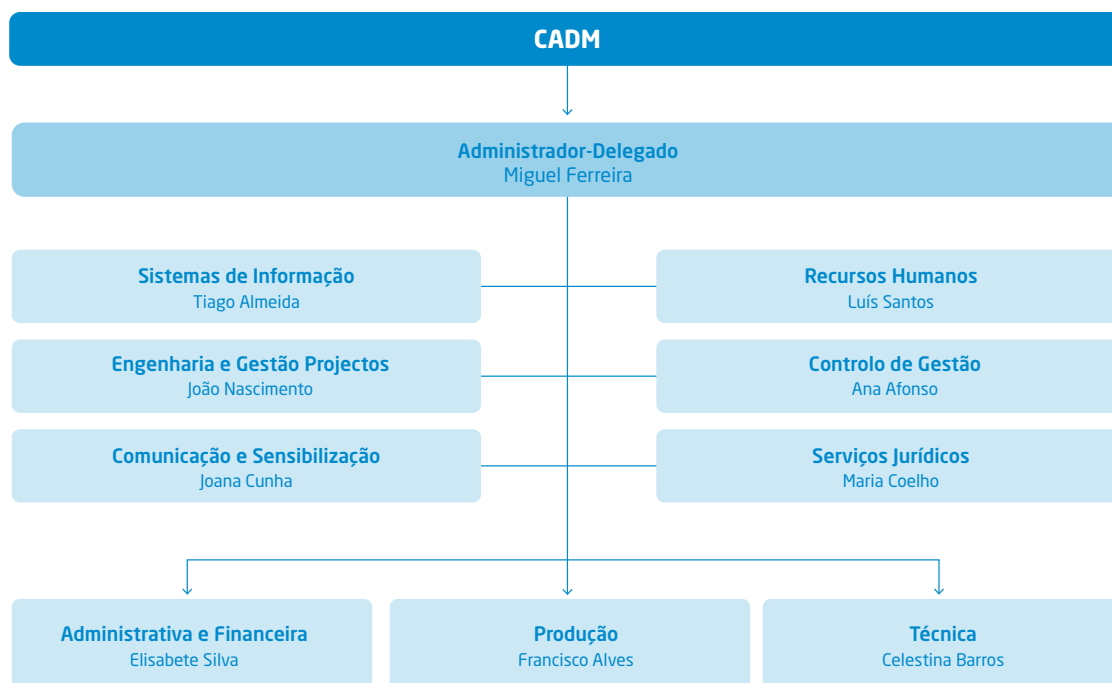 CADM
Administrador-Delegado
Miguel Ferreira
Sistemas de Informação
Tiago Almeida
Recursos Humanos
Luís Santos
Engenharia e Gestão Projectos
João Nascimento
Controlo de Gestão
Ana Afonso
Comunicação e Sensibilização
Joana Cunha
Serviços Jurídicos
Maria Coelho
Administrativa e Financeira
Elisabete Silva
Produção
Francisco Alves
Técnica
Celestina Barros